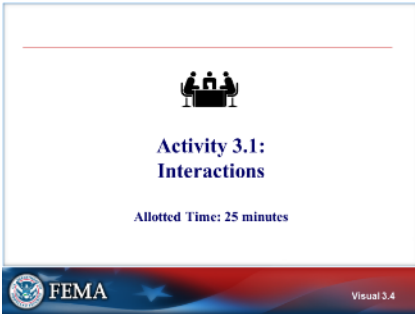 Activity 3.1:
Interactions
Allotted Time: 25 minutes
FEMA
Visual 3.4